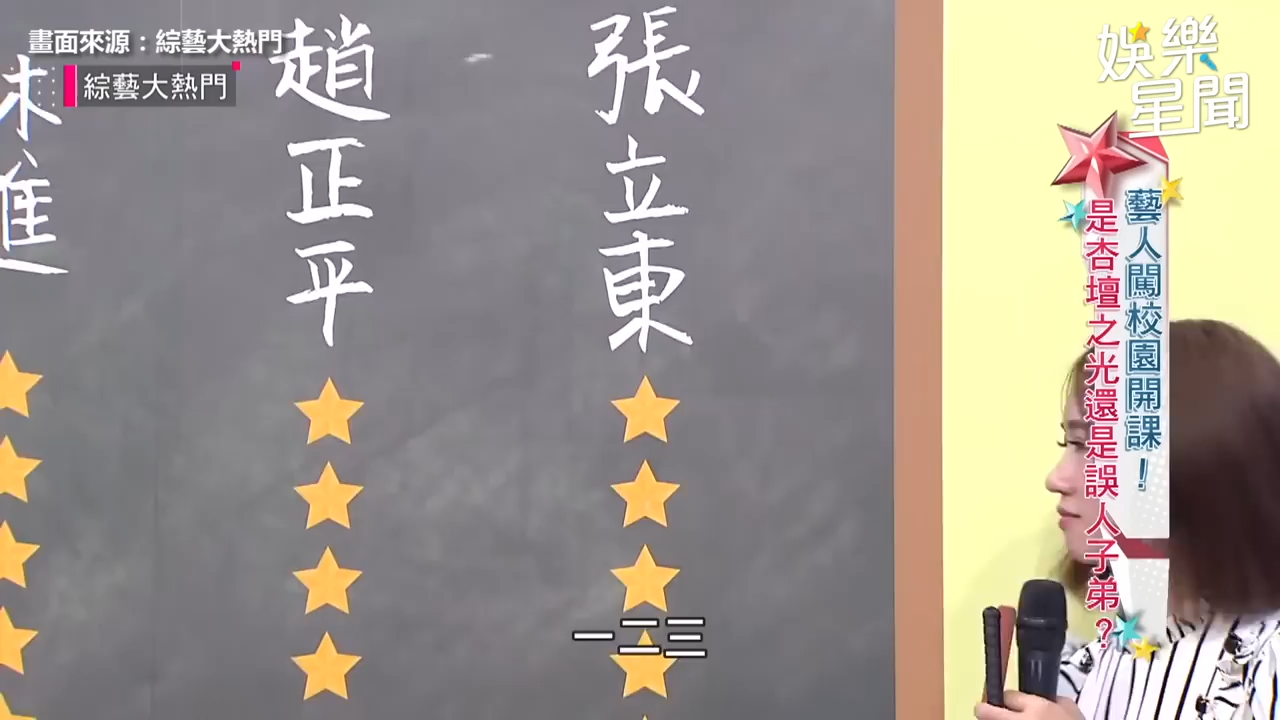 畫面來源：綜藝大熱門
綜藝大熱門
張立東
趙正平
進
娛樂
星聞
藝人闖校園開課！
是杏壇之光還是誤人子弟？
一二三